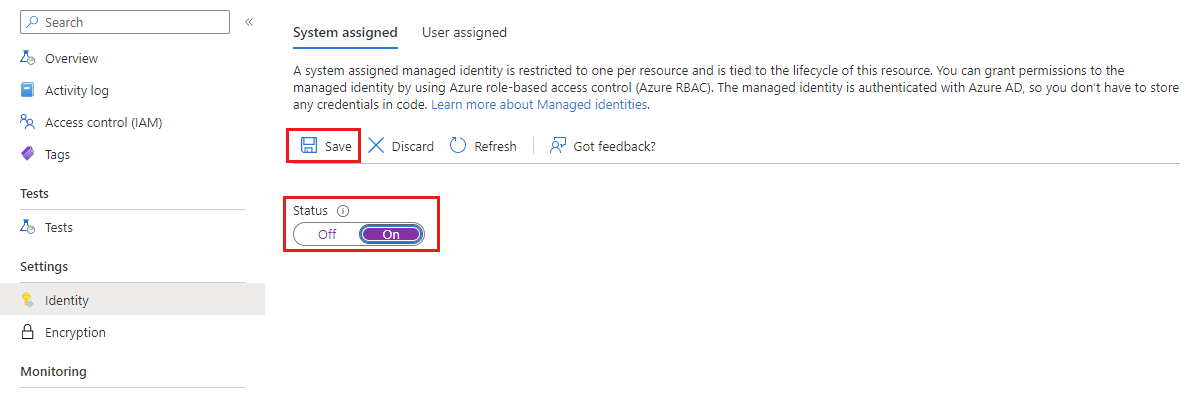 Search
Overview
Activity log
Access control (IAM)
Tags
Tests
Tests
Settings
Identity
Encryption
Monitoring
System assigned
User assigned
A system assigned managed identity is restricted to one per resource and is tied to the lifecycle of this resource. You can grant permissions to the
managed identity by using Azure role-based access control (Azure RBAC). The managed identity is authenticated with Azure AD, so you don't have to store
any credentials in code. Learn more about Managed identities.
Save
Discard
Refresh
Got feedback?
Status
Off
On